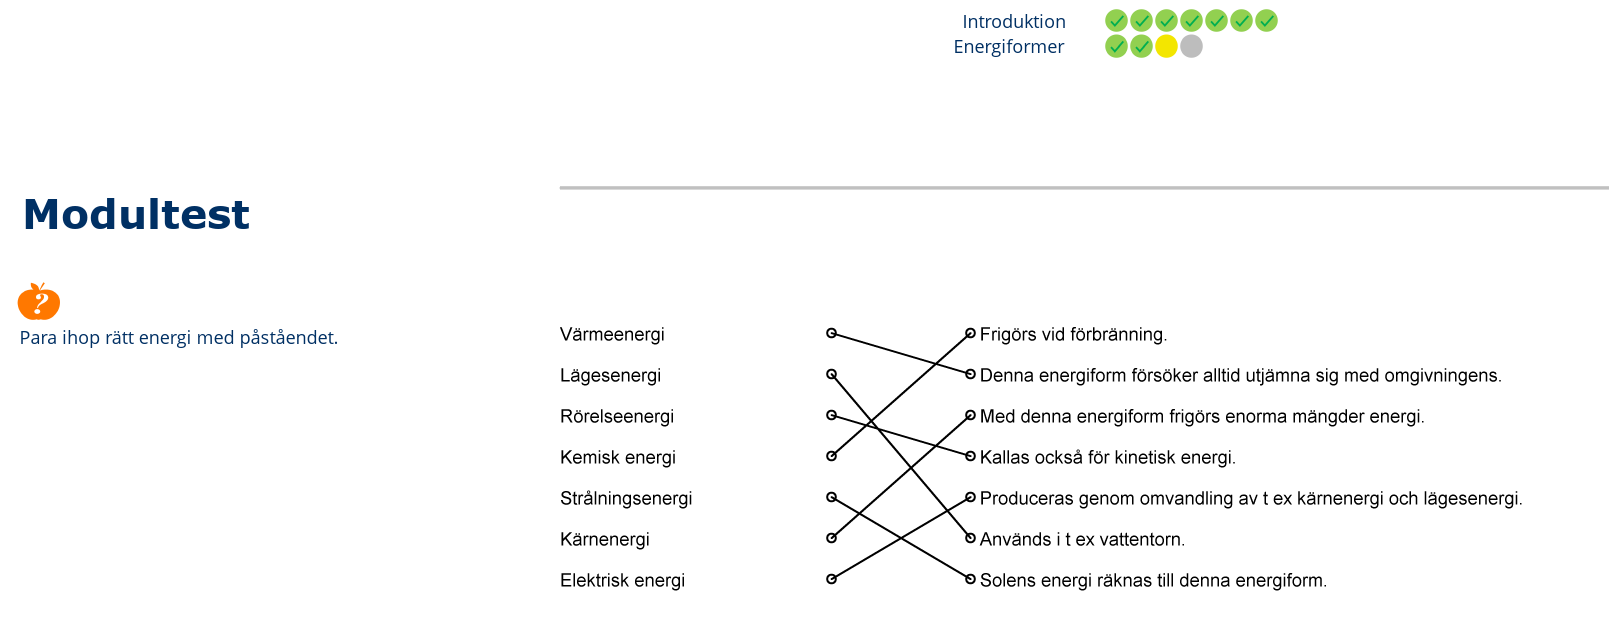 Introduktion
Energiformer
Modultest
?
Para ihop rätt energi med påståendet.
Värmeenergi
Frigörs vid förbränning.
Lägesenergi
Denna energiform försöker alltid utjämna sig med omgivningens.
Rörelseenergi
Med denna energiform frigörs enorma mängder energi.
Kemisk energi
Kallas också för kinetisk energi.
Strålningsenergi
Produceras genom omvandling av t ex kärnenergi och lägesenergi.
Kärnenergi
Används i t ex vattentorn.
Elektrisk energi
Solens energi räknas till denna energiform.